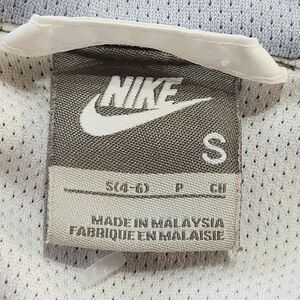 NIKE
S
S(4-6) P CH
MADE IN MALAYSIA
FABRIQUE EN MALAISIE